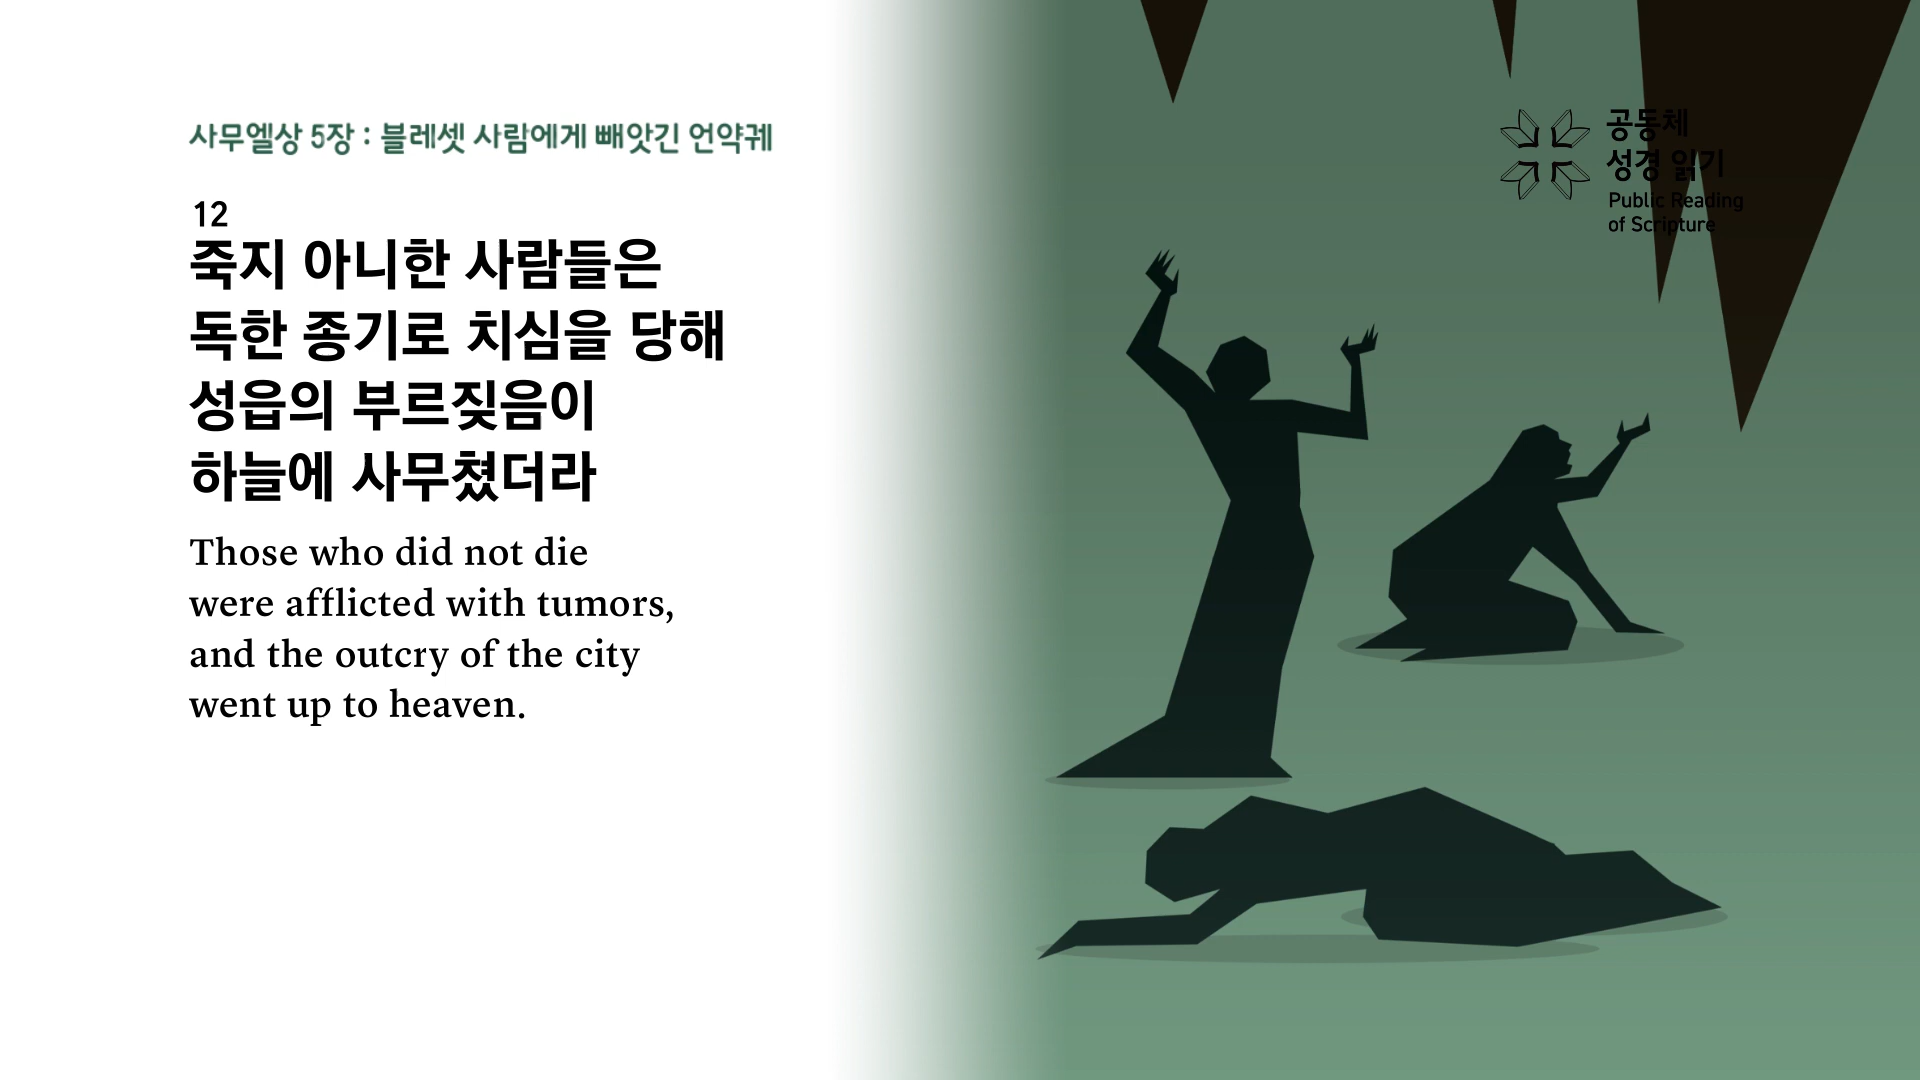 사무엘상 5장 : 블레셋 사람에게 빼앗긴 언약궤
공동체
성경 읽기
Public Reading
of Scripture
12
죽지 아니한 사람들은
독한 종기로 치심을 당해
성읍의 부르짖음이
하늘에 사무쳤더라
Those who did not die
were afflicted with tumors,
and the outcry of the city
went up to heaven.